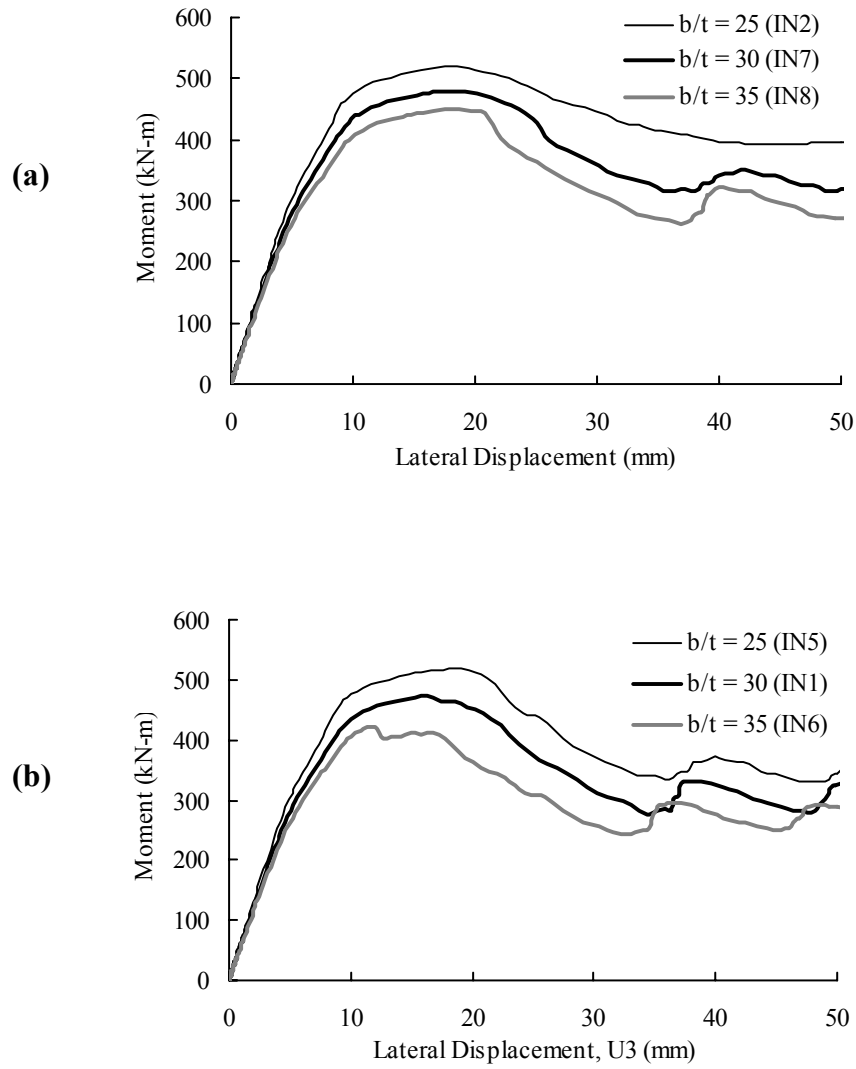 (a)
Moment (kN-m)
600
500
400
300
200
100
0
b/t = 25 (IN2)
b/t = 30 (IN7)
b/t = 35 (IN8)
0 10 20 30 40 50
Lateral Displacement (mm)
(b)
Moment (kN-m)
600
500
400
300
200
100
0
b/t = 25 (IN5)
b/t = 30 (IN1)
b/t = 35 (IN6)
0 10 20 30 40 50
Lateral Displacement, U3 (mm)